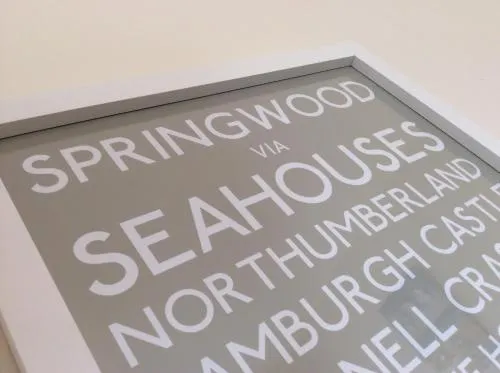 SPRINGWOOD
VIA
SEAHOUSES
NORTHUMBERLAND
AMBURGH CASTL
NELL CRA